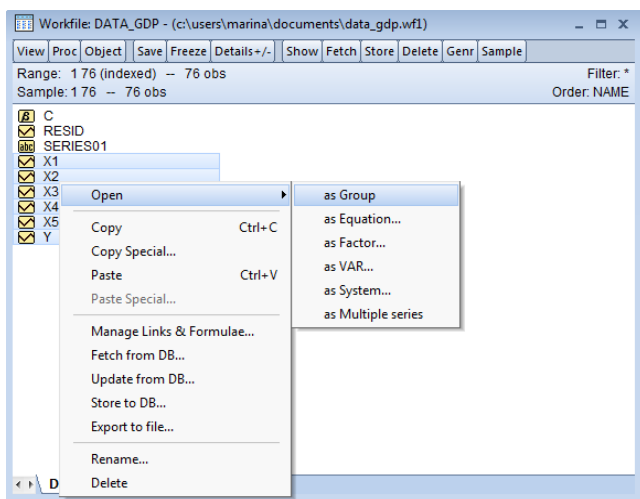 Workfile: DATA_GDP - (c:\users\marina\documents\data_gdp.wf1)
View Proc Object Save Freeze Details+/- Show Fetch Store Delete Genr Sample
Range: 1 76 (indexed) -- 76 obs Filter: *
Sample: 1 76 -- 76 obs Order: NAME
β C
RESID
abc SERIES01
X1
X2
X3
X4
X5
Y
Open
Copy Ctrl+C
Copy Special...
Paste Ctrl+V
Paste Special...
Manage Links & Formulae...
Fetch from DB...
Update from DB...
Store to DB...
Export to file...
Rename...
Delete
as Group
as Equation...
as Factor...
as VAR...
as System...
as Multiple series
D